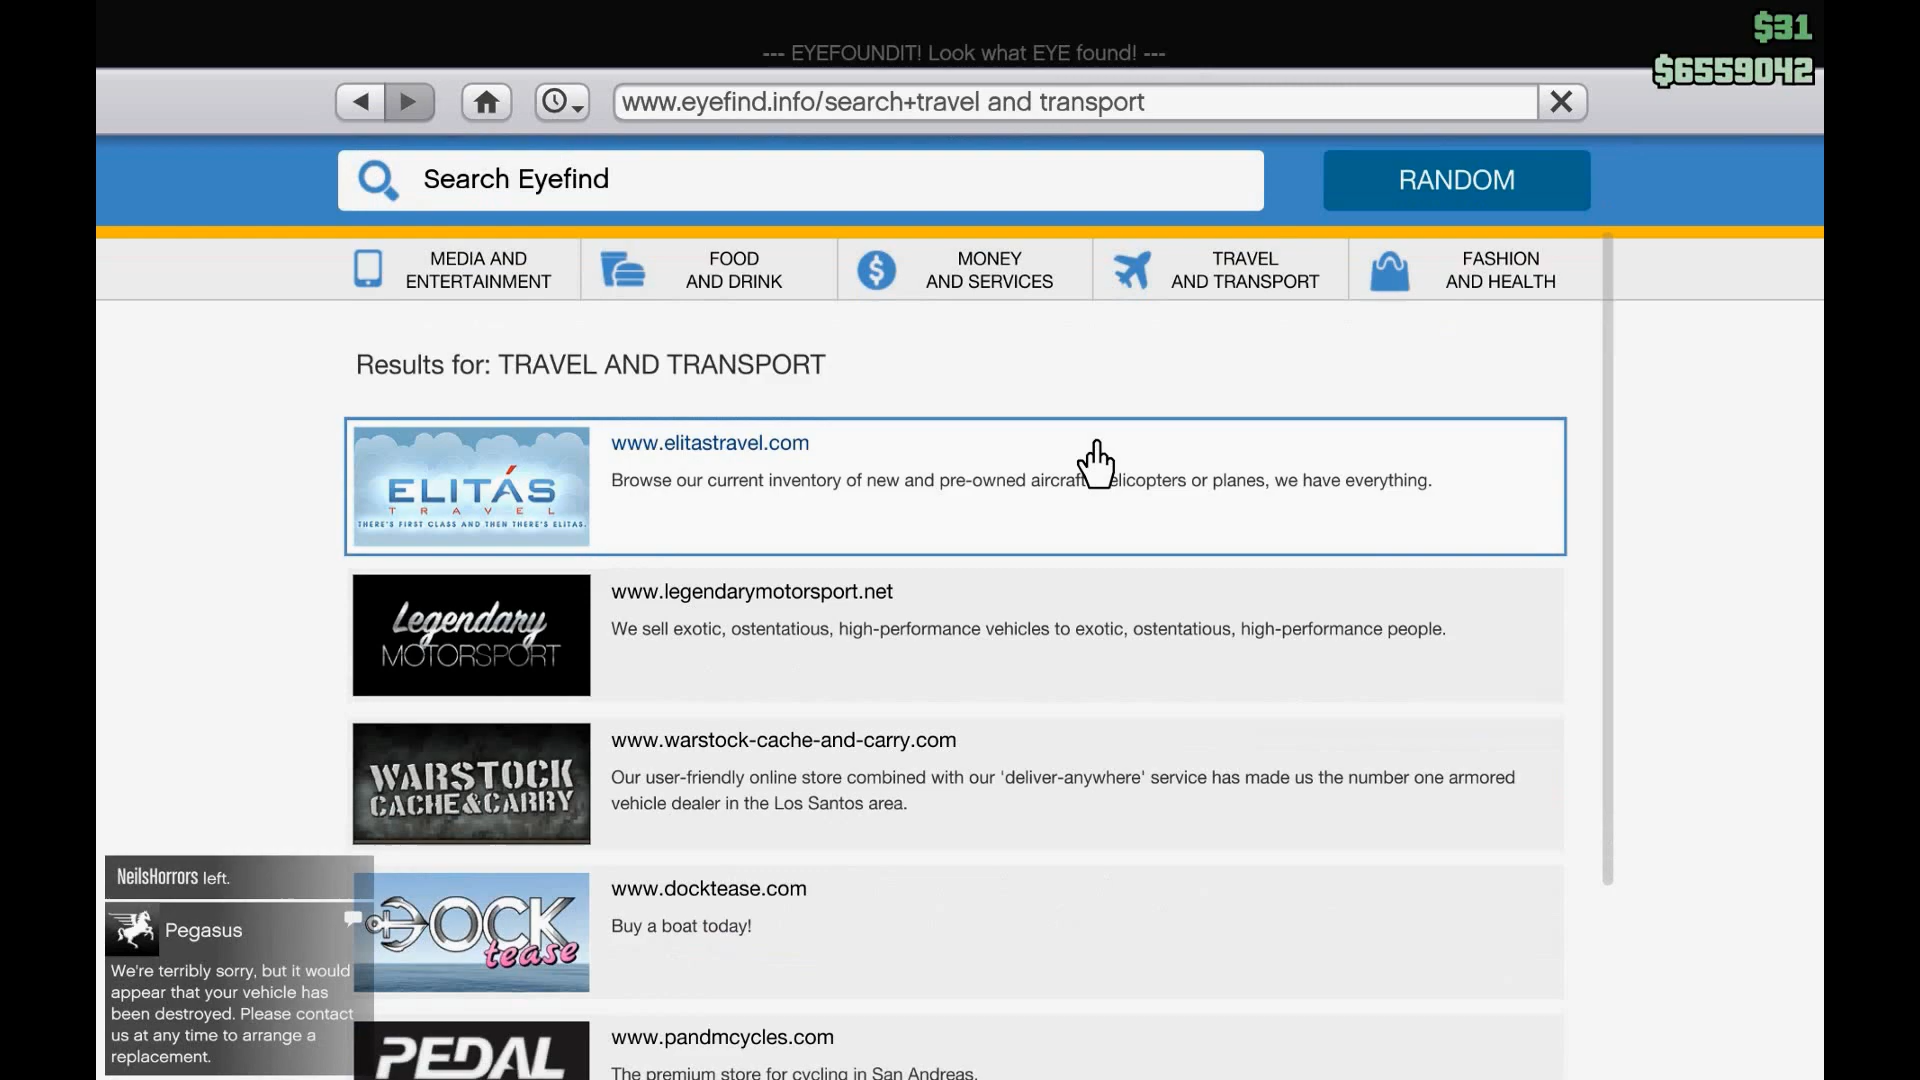 $31
--- EYEFOUNDIT! Look what EYE found! ---
$6559042
www.eyefind.info/search+travel and transport
Search Eyefind
RANDOM
MEDIA AND
ENTERTAINMENT
FOOD
AND DRINK
MONEY
AND SERVICES
TRAVEL
AND TRANSPORT
FASHION
AND HEALTH
Results for: TRAVEL AND TRANSPORT
ELITÁS
TRAVEL
THERE'S FIRST CLASS AND THEN THERE'S ELITAS.
www.elitastravel.com
Browse our current inventory of new and pre-owned aircraft elicopters or planes, we have everything.
Legendary
MOTORSPORT
www.legendarymotorsport.net
We sell exotic, ostentatious, high-performance vehicles to exotic, ostentatious, high-performance people.
WARSTOCK
CACHE&CARRY
www.warstock-cache-and-carry.com
Our user-friendly online store combined with our 'deliver-anywhere' service has made us the number one armored
vehicle dealer in the Los Santos area.
DOCK
tease
www.docktease.com
Buy a boat today!
PEDAL
www.pandmcycles.com
The premium store for cycling in San Andreas.
NeilsHorrors left.
Pegasus
We're terribly sorry, but it would
appear that your vehicle has
been destroyed. Please contact
us at any time to arrange a
replacement.